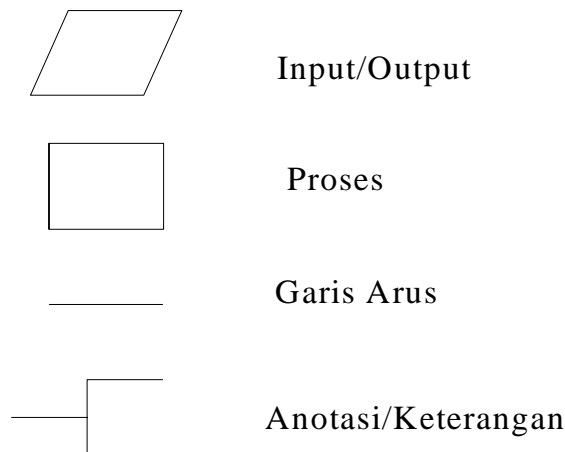 Input/Output
Proses
Garis Arus
Anotasi/Keterangan